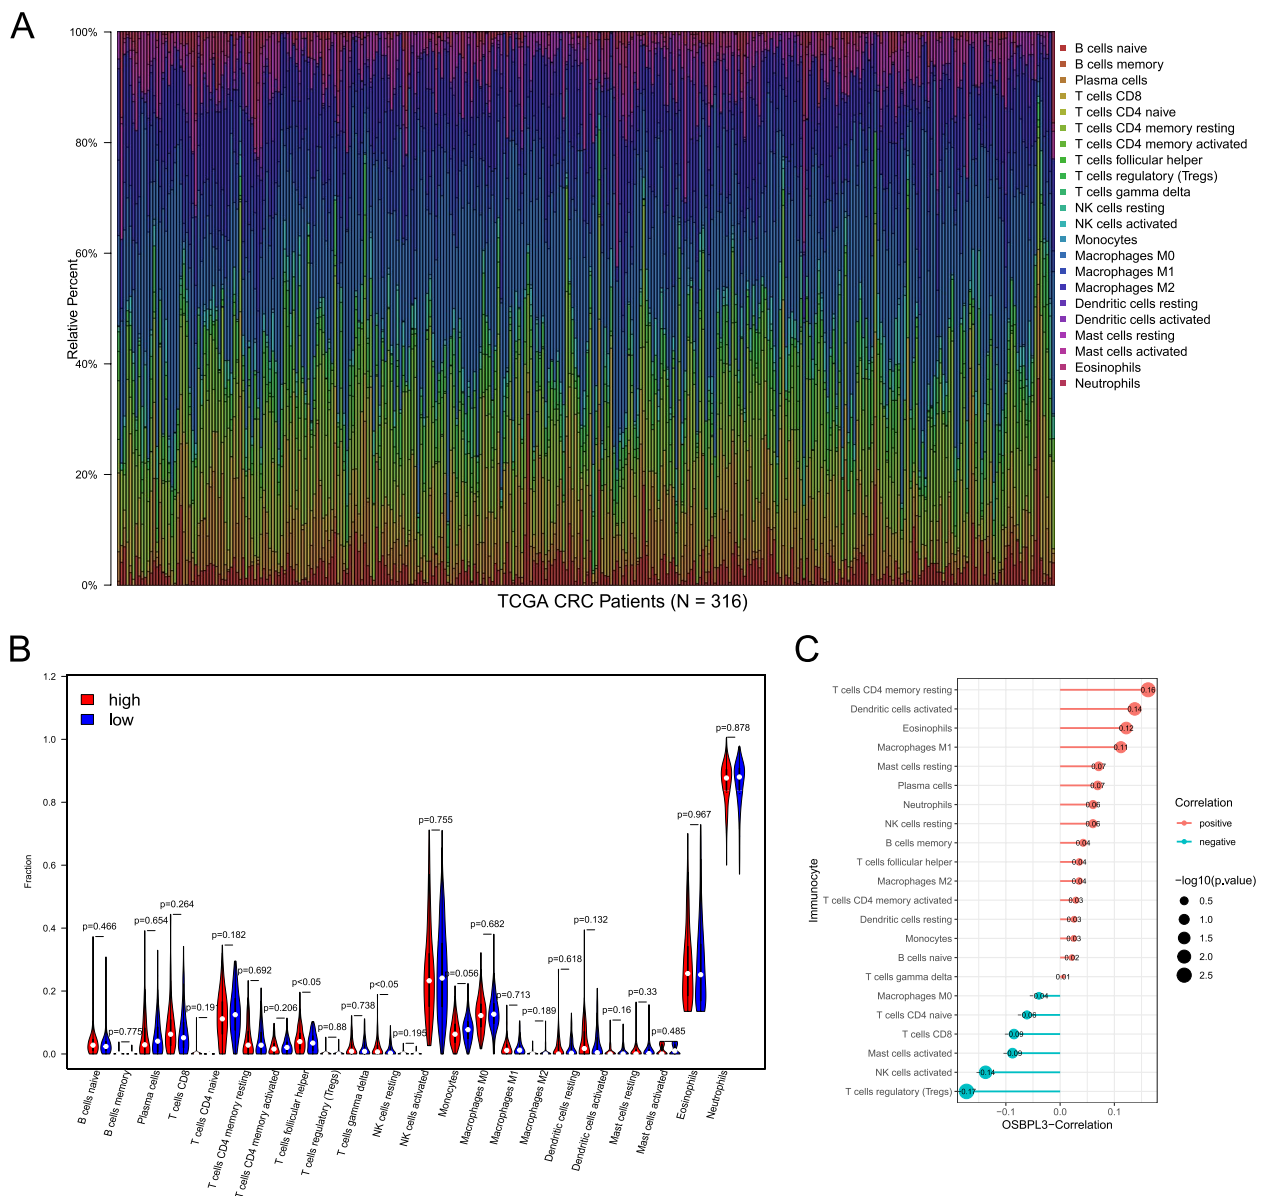 A
100%
80%
60%
40%
20%
0%
Relative Percent
TCGA CRC Patients (N = 316)
B cells naive
B cells memory
Plasma cells
T cells CD8
T cells CD4 naive
T cells CD4 memory resting
T cells CD4 memory activated
T cells follicular helper
T cells regulatory (Tregs)
T cells gamma delta
NK cells resting
NK cells activated
Monocytes
Macrophages M0
Macrophages M1
Macrophages M2
Dendritic cells resting
Dendritic cells activated
Mast cells resting
Mast cells activated
Eosinophils
Neutrophils
B
1.2
1.0
0.8
0.6
0.4
0.2
0.0
Fraction
high
low
p=0.466
p=0.775
p=0.654
p=0.264
p=0.191
p=0.182
p=0.692
p=0.206
p<0.05
p=0.88
p=0.738
p<0.05
p=0.195
p=0.755
p=0.056
p=0.682
p=0.713
p=0.189
p=0.618
p=0.132
p=0.16
p=0.33
p=0.485
p=0.967
p=0.878
B cells naive
B cells memory
Plasma cells
T cells CD8
T cells CD4 naive
T cells CD4 memory resting
T cells CD4 memory activated
T cells follicular helper
T cells regulatory (Tregs)
T cells gamma delta
NK cells resting
NK cells activated
Monocytes
Macrophages M0
Macrophages M1
Macrophages M2
Dendritic cells resting
Dendritic cells activated
Mast cells resting
Mast cells activated
Eosinophils
Neutrophils
C
Immunocyte
T cells CD4 memory resting 0.16
Dendritic cells activated 0.14
Eosinophils 0.12
Macrophages M1 0.11
Mast cells resting 0.07
Plasma cells 0.07
Neutrophils 0.06
NK cells resting 0.06
B cells memory 0.04
T cells follicular helper 0.04
Macrophages M2 0.04
T cells CD4 memory activated 0.03
Dendritic cells resting 0.03
Monocytes 0.03
B cells naive 0.02
T cells gamma delta 0.01
Macrophages M0 −0.04
T cells CD4 naive −0.06
T cells CD8 −0.09
Mast cells activated −0.09
NK cells activated −0.14
T cells regulatory (Tregs) −0.17
−0.1 0.0 0.1
OSBPL3−Correlation
Correlation
positive
negative
−log10(p.value)
0.5
1.0
1.5
2.0
2.5